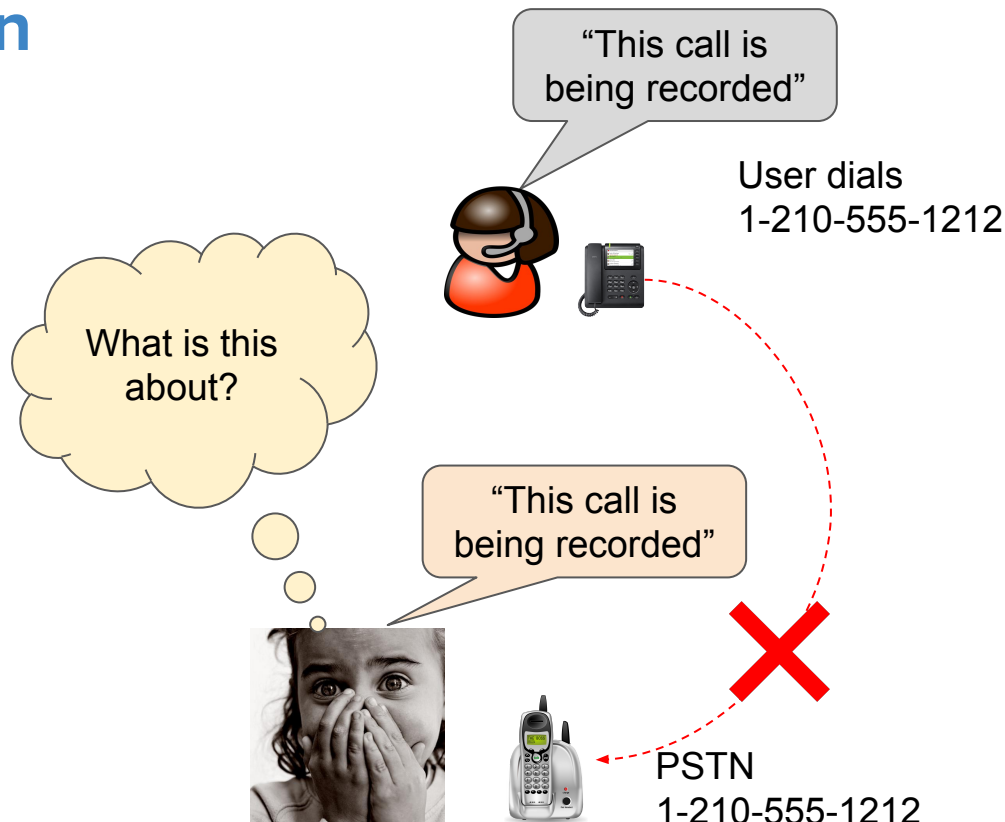 n
“This call is
being recorded”
User dials
1-210-555-1212
What is this
about?
“This call is
being recorded”
PSTN
1-210-555-1212